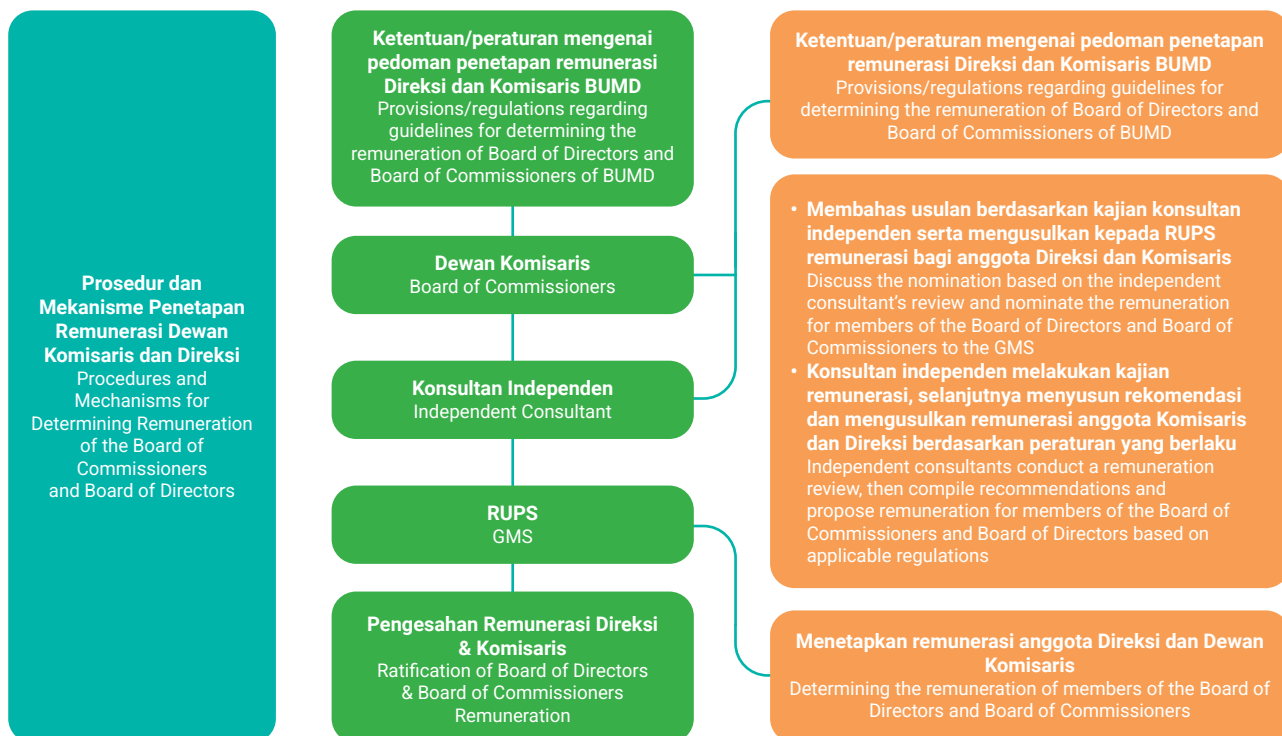 Prosedur dan
Mekanisme Penetapan
Remunerasi Dewan
Komisaris dan Direksi
Procedures and
Mechanisms for
Determining Remuneration
of the Board of
Commissioners
and Board of Directors
Ketentuan/peraturan mengenai
pedoman penetapan remunerasi
Direksi dan Komisaris BUMD
Provisions/regulations regarding
guidelines for determining the
remuneration of Board of Directors and
Board of Commissioners of BUMD
Dewan Komisaris
Board of Commissioners
Konsultan Independen
Independent Consultant
RUPS
GMS
Pengesahan Remunerasi Direksi
& Komisaris
Ratification of Board of Directors
& Board of Commissioners
Remuneration
Ketentuan/peraturan mengenai pedoman penetapan
remunerasi Direksi dan Komisaris BUMD
Provisions/regulations regarding guidelines for
determining the remuneration of Board of Directors and
Board of Commissioners of BUMD
• Membahas usulan berdasarkan kajian konsultan
independen serta mengusulkan kepada RUPS
remunerasi bagi anggota Direksi dan Komisaris
Discuss the nomination based on the independent
consultant's review and nominate the remuneration
for members of the Board of Directors and Board of
Commissioners to the GMS
• Konsultan independen melakukan kajian
remunerasi, selanjutnya menyusun rekomendasi
dan mengusulkan remunerasi anggota Komisaris
dan Direksi berdasarkan peraturan yang berlaku
Independent consultants conduct a remuneration
review, then compile recommendations and
propose remuneration for members of the Board of
Commissioners and Board of Directors based on
applicable regulations
Menetapkan remunerasi anggota Direksi dan Dewan
Komisaris
Determining the remuneration of members of the Board of
Directors and Board of Commissioners